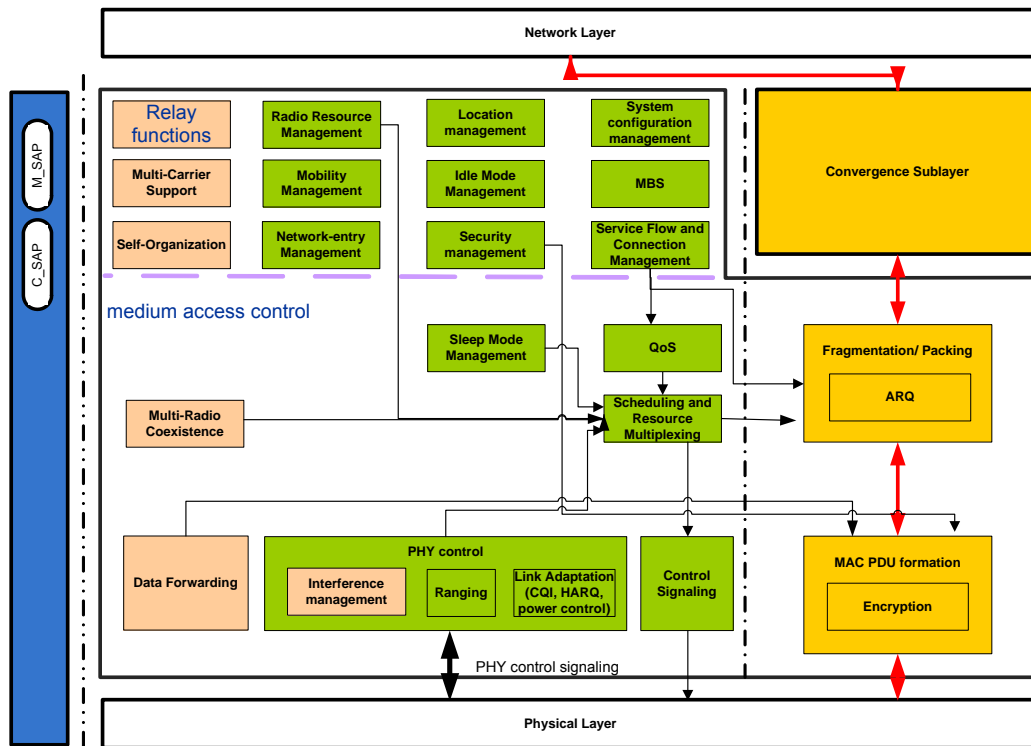 Network Layer
M_SAP
C_SAP
Relay
functions
Radio Resource
Management
Location
management
System
configuration
management
Convergence Sublayer
Multi-Carrier
Support
Mobility
Management
Idle Mode
Management
MBS
Self-Organization
Network-entry
Management
Security
management
Service Flow and
Connection
Management
medium access control
Sleep Mode
Management
QoS
Fragmentation/ Packing
ARQ
Multi-Radio
Coexistence
Scheduling and
Resource
Multiplexing
Data Forwarding
PHY control
Interference
management
Ranging
Link Adaptation
(CQI, HARQ,
power control)
Control
Signaling
MAC PDU formation
Encryption
PHY control signaling
Physical Layer